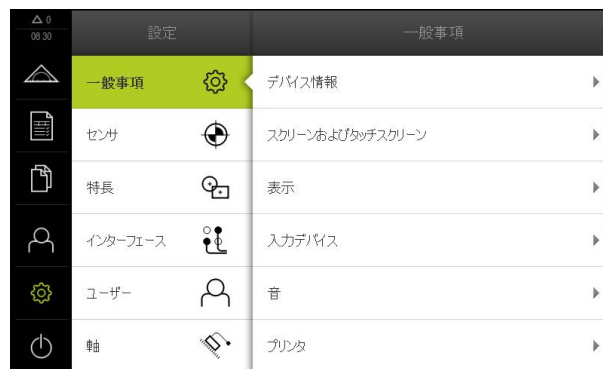 0
08:30
設定
一般事項
一般事項
デバイス情報
センサ
スクリーンおよびタッチスクリーン
特長
表示
インターフェース
入力デバイス
ユーザー
音
軸
プリンタ